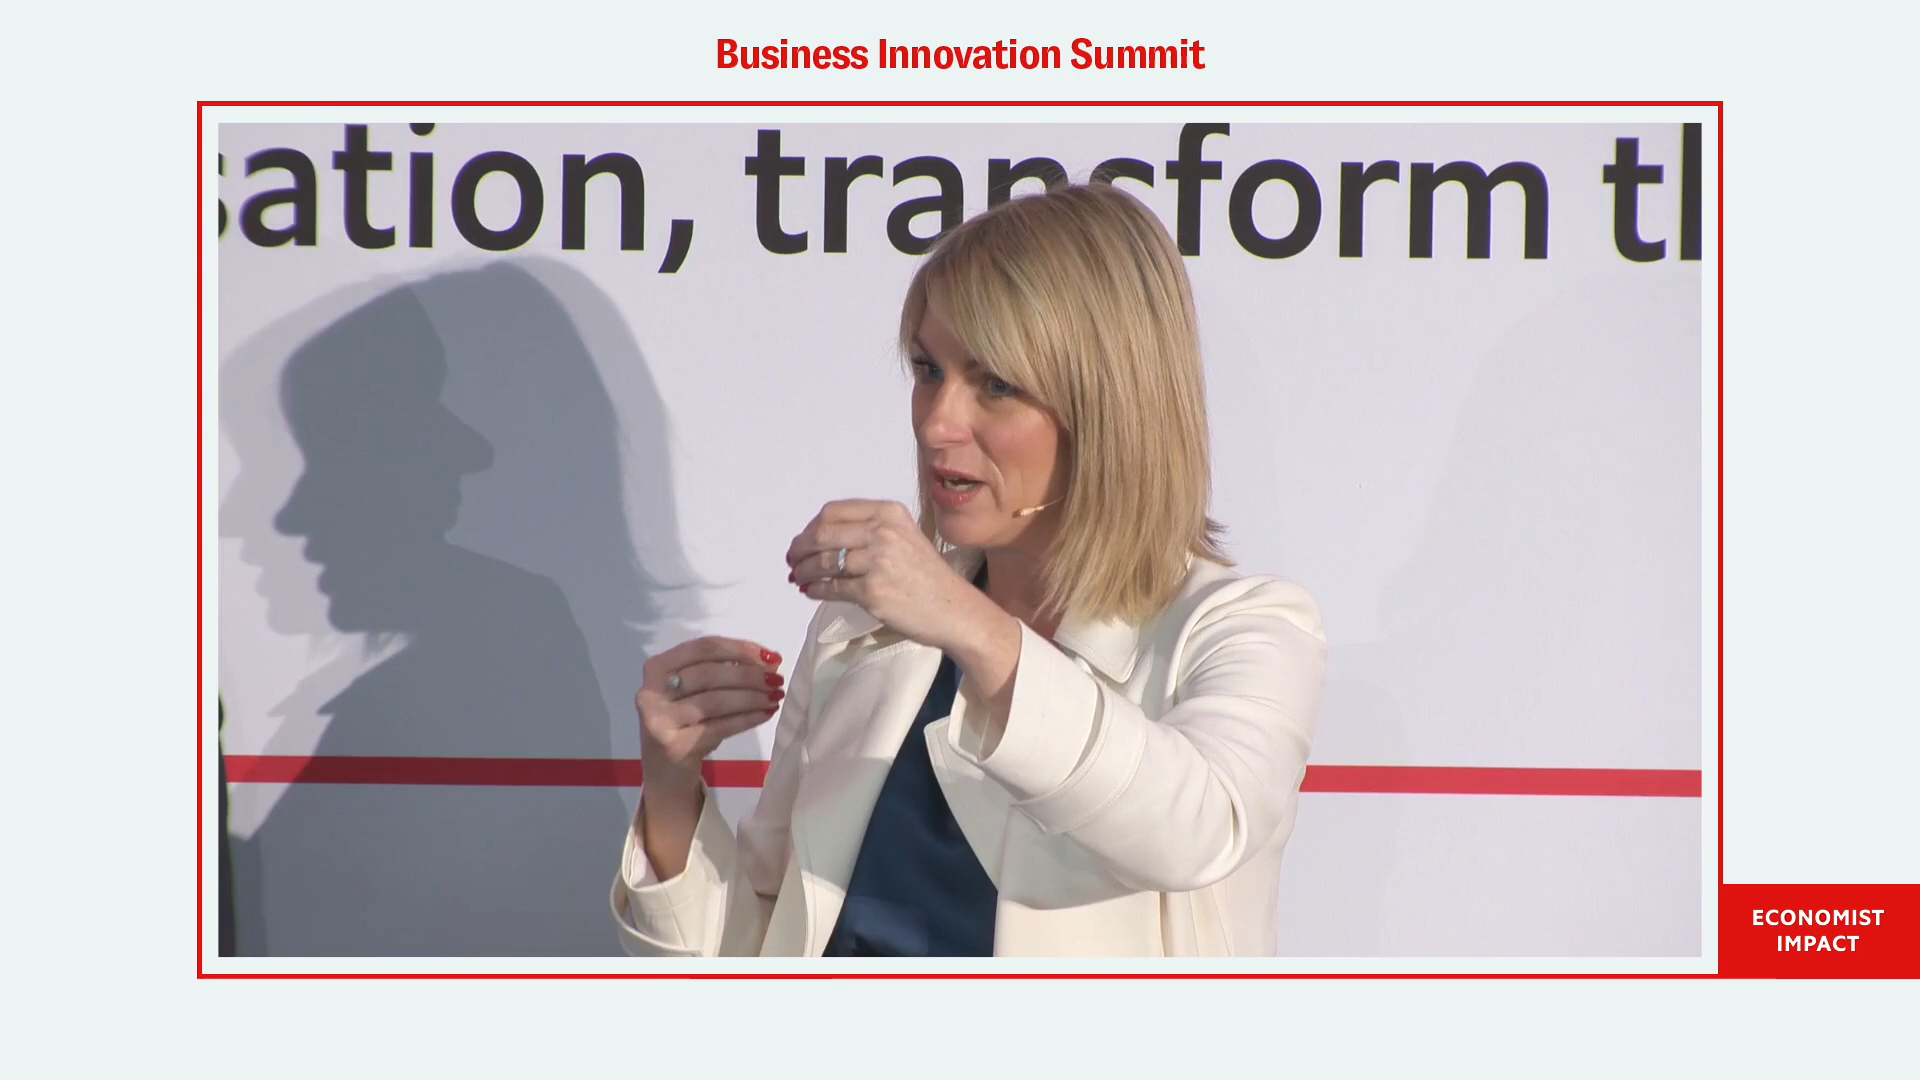 Business Innovation Summit
sation, transform th
ECONOMIST
IMPACT